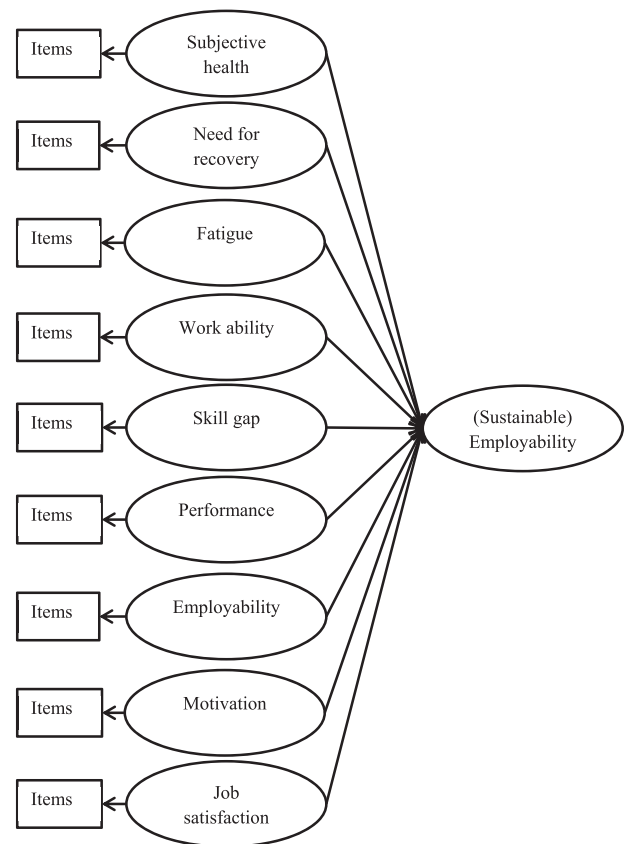 Items
Subjective
health
Items
Need for
recovery
Items
Fatigue
Items
Work ability
Items
Skill gap
(Sustainable)
Employability
Items
Performance
Items
Employability
Items
Motivation
Items
Job
satisfaction